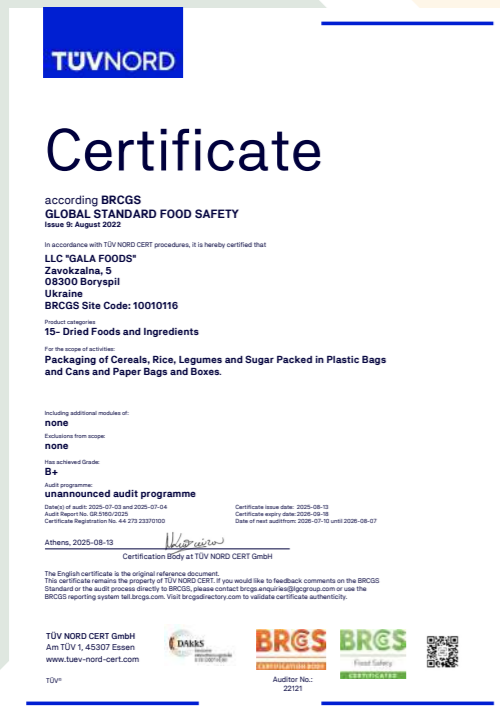 TÜVNORD
Certificate
according BRCGS
GLOBAL STANDARD FOOD SAFETY
Issue 9: August 2022
In accordance with TÜV NORD CERT procedures, it is hereby certified that
LLC "GALA FOODS"
Zavokzalna, 5
08300 Boryspil
Ukraine
BRCGS Site Code: 10010116
Product categories
15- Dried Foods and Ingredients
For the scope of activities:
Packaging of Cereals, Rice, Legumes and Sugar Packed in Plastic Bags
and Cans and Paper Bags and Boxes.
Including additional modules of:
none
Exclusions from scope:
none
Has achieved Grade:
B+
Audit programme:
unannounced audit programme
Date(s) of audit: 2025-07-03 and 2025-07-04
Audit Report No. GR.5160/2025
Certificate Registration No. 44 273 23370100
Certificate issue date: 2025-08-13
Certificate expiry date: 2026-09-18
Date of next auditfrom: 2026-07-10 until 2026-08-07
Athens, 2025-08-13
Certification Body at TÜV NORD CERT GmbH
The English certificate is the original reference document.
This certificate remains the property of TÜV NORD CERT. If you would like to feedback comments on the BRCGS
Standard or the audit process directly to BRCGS, please contact brcgs.enquiries@lgcgroup.com or use the
BRCGS reporting system tell.brcgs.com. Visit brcgsdirectory.com to validate certificate authenticity.
TÜV NORD CERT GmbH
Am TÜV 1, 45307 Essen
www.tuev-nord-cert.com
TÜV®
DAkkS
BRCGS
CERTIFICATION BODY
Auditor No.:
22121
BRCGS
Food Safety
CERTIFICATED